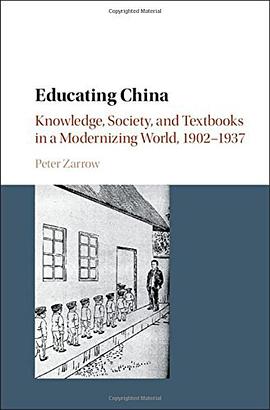 Copyrighted Material
Educating China
Knowledge, Society, and Textbooks
in a Modernizing World, 1902–1937
Peter Zarrow
Copyrighted Material